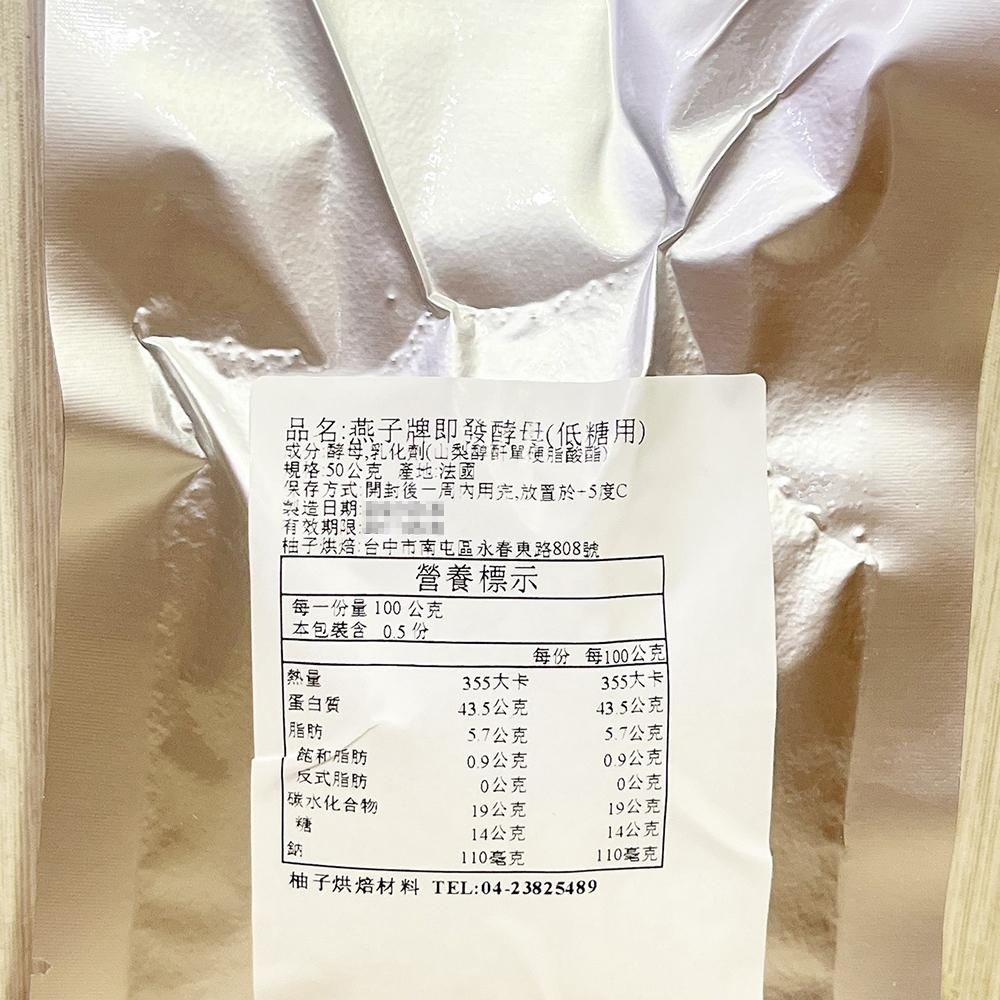 品名:燕子牌即發酵母(低糖用)
成分:酵母,乳化劑(山梨醇酐單硬脂酸酯)
規格:50公克 產地:法國
保存方式:開封後一周內用完,放置於+5度C
製造日期:
有效期限:
柚子烘焙:台中市南屯區永春東路808號
營養標示
每一份量 100 公克
本包裝含 0.5 份
每份 每100公克
熱量 355大卡 355大卡
蛋白質 43.5公克 43.5公克
脂肪 5.7公克 5.7公克
飽和脂肪 0.9公克 0.9公克
反式脂肪 0公克 0公克
碳水化合物 19公克 19公克
糖 14公克 14公克
鈉 110毫克 110毫克
柚子烘焙材料 TEL:04-23825489